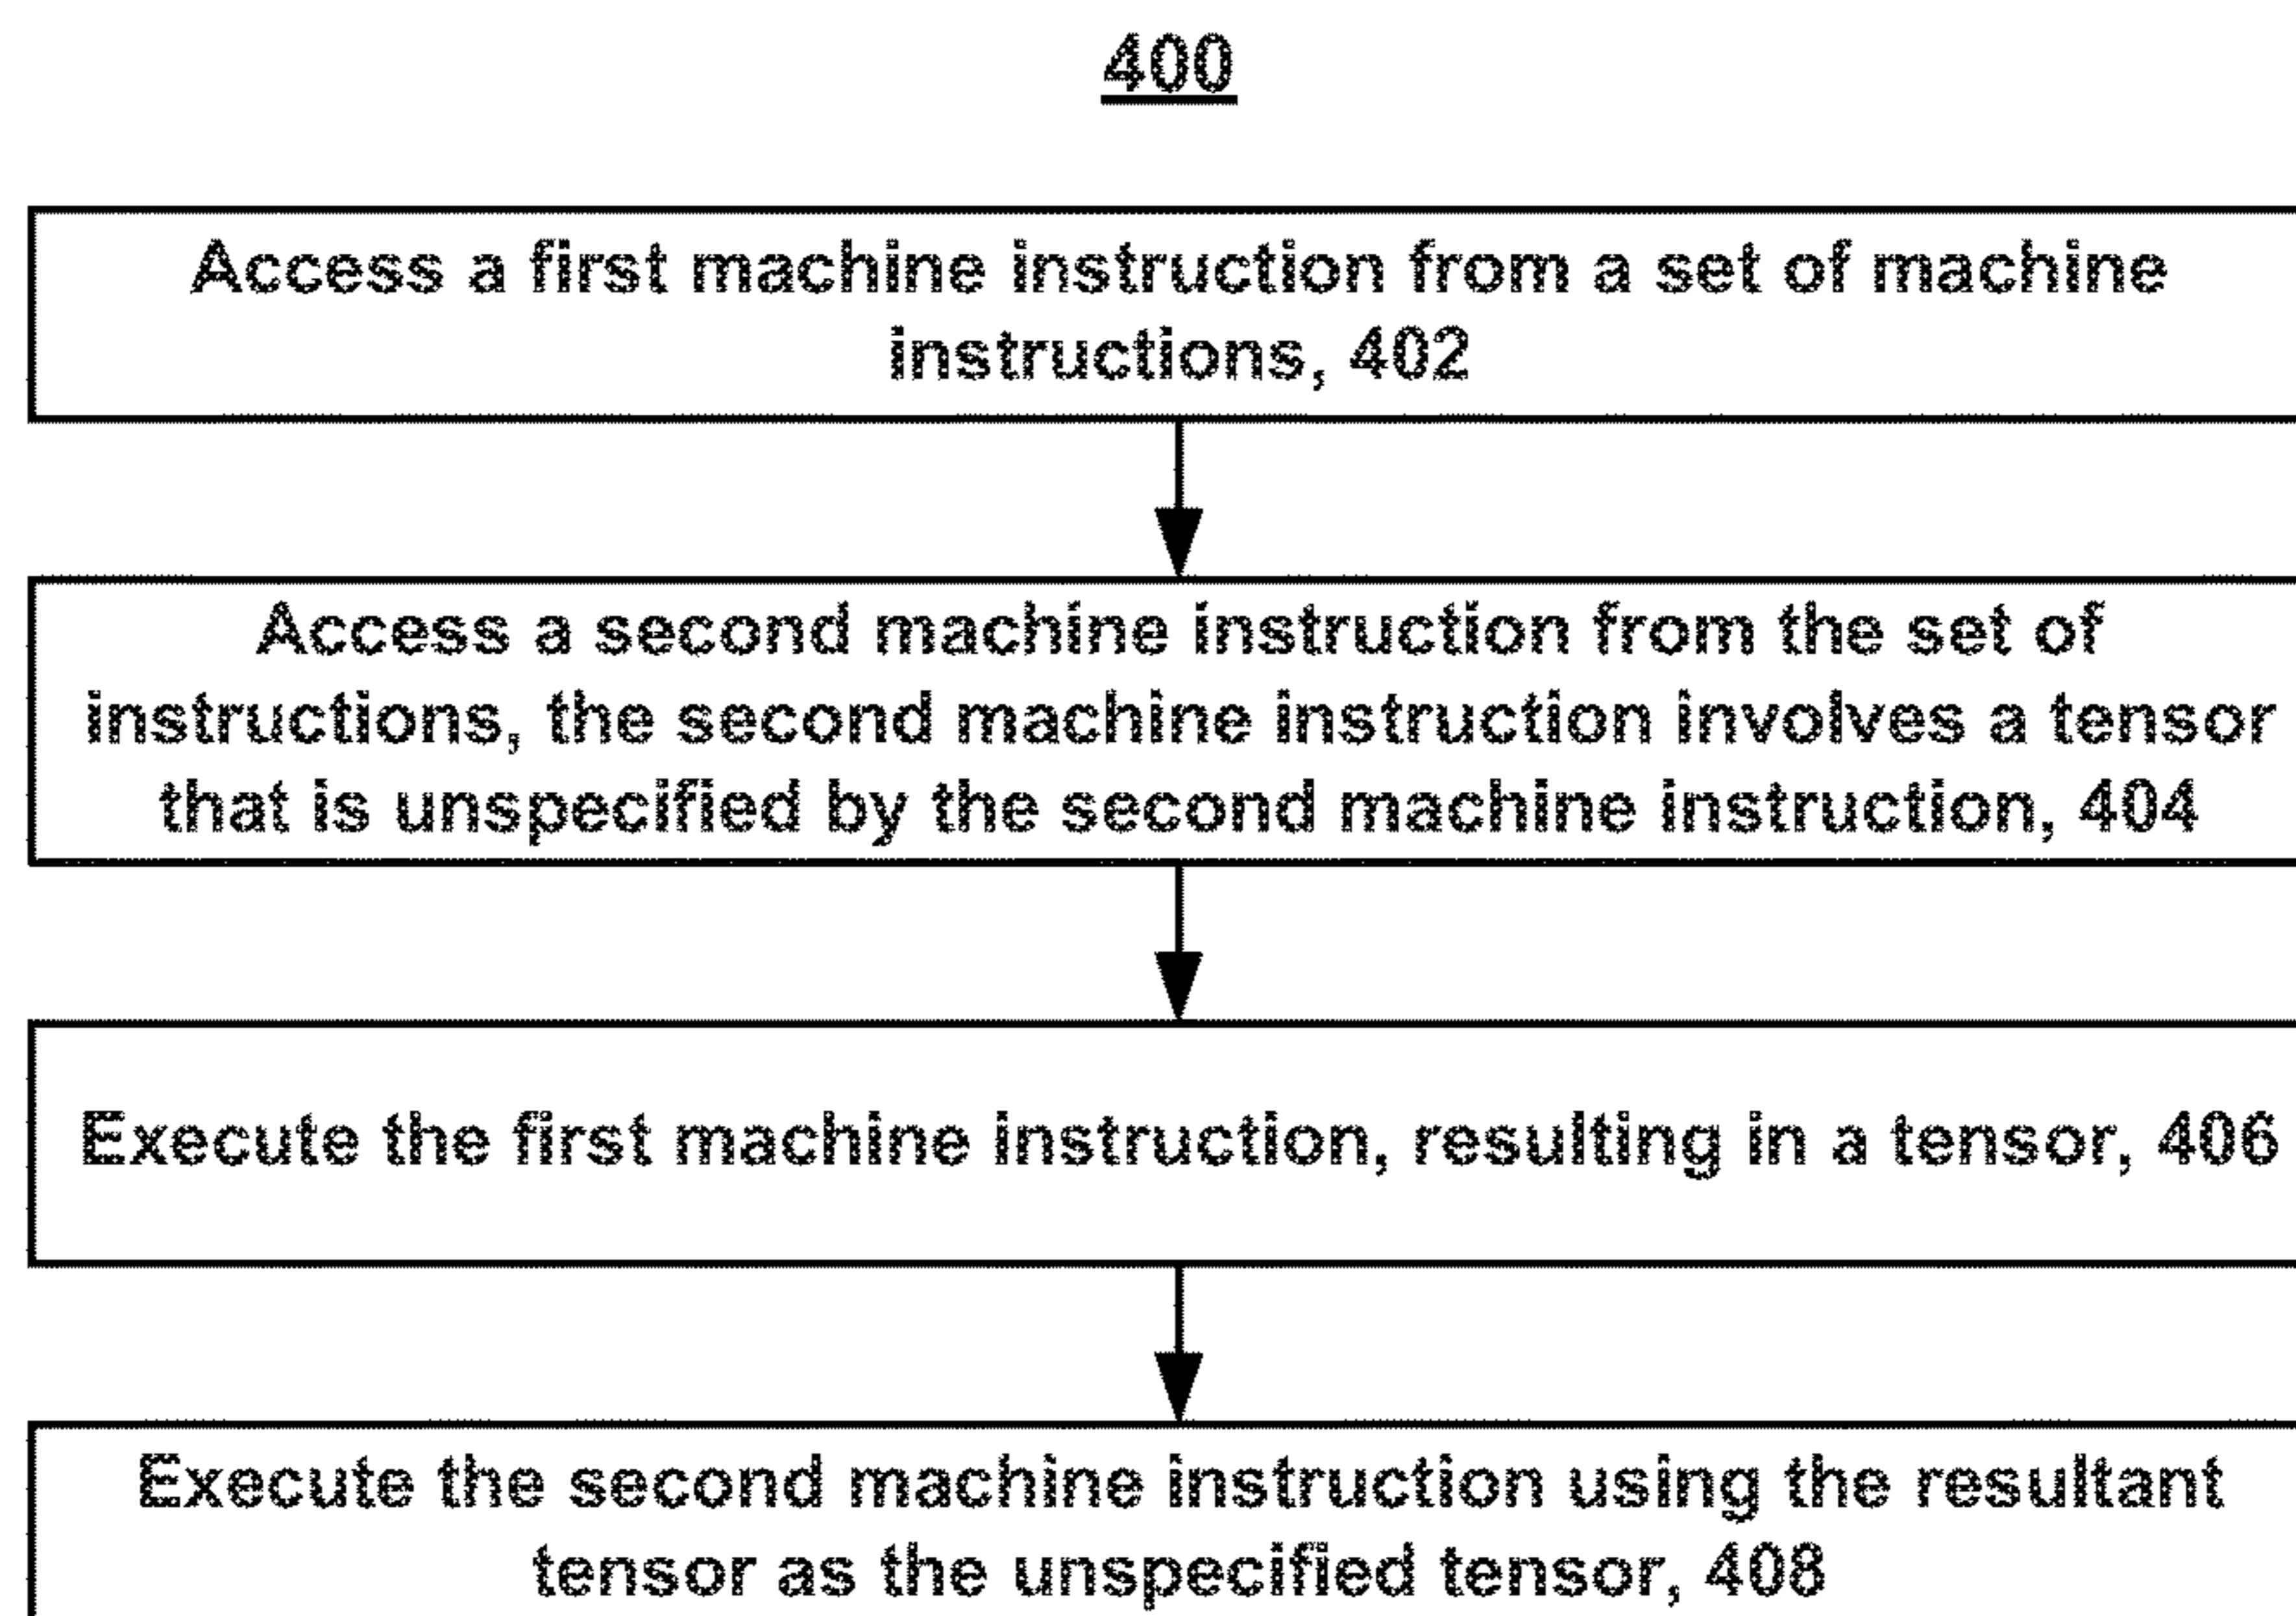 400
Access a first machine instruction from a set of machine
instructions, 402
Access a second machine instruction from the set of
instructions, the second machine instruction involves a tensor
that is unspecified by the second machine instruction, 404
Execute the first machine instruction, resulting in a tensor, 406
Execute the second machine instruction using the resultant
tensor as the unspecified tensor, 408